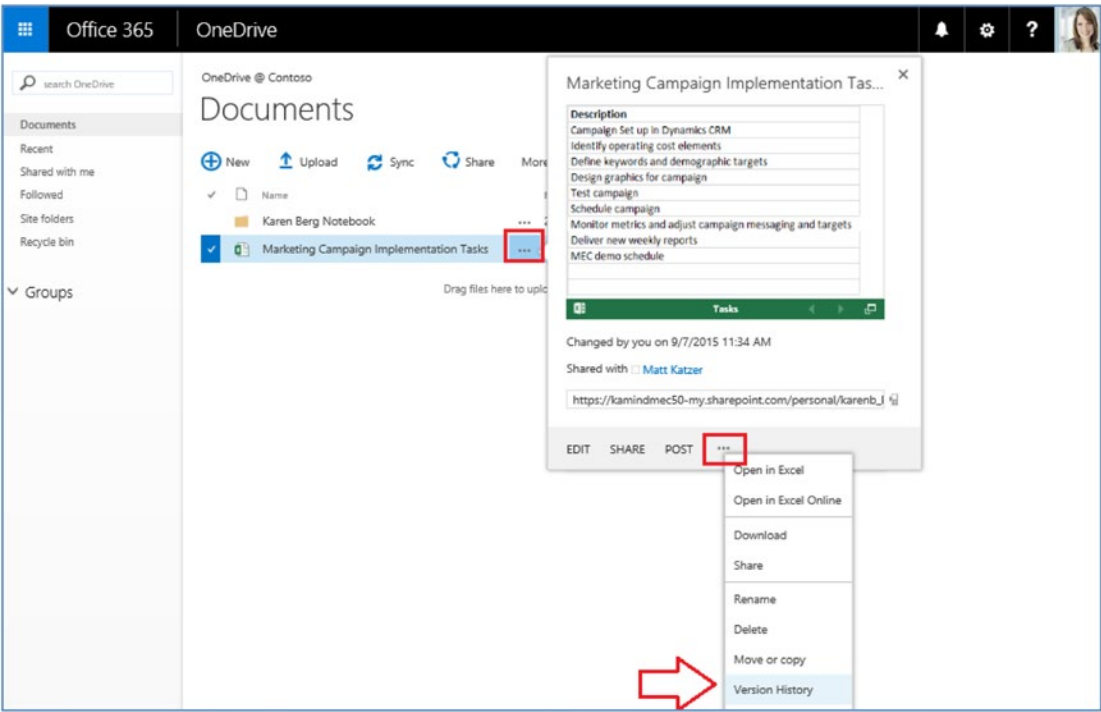 Office 365
OneDrive
?
search OneDrive
Documents
Recent
Shared with me
Followed
Site folders
Recycle bin
Groups
OneDrive @ Contoso
Documents
New Upload Sync Share More
Name
Karen Berg Notebook ...
Marketing Campaign Implementation Tasks ...
Drag files here to uplo
Marketing Campaign Implementation Tas...
Description
Campaign Set up in Dynamics CRM
Identify operating cost elements
Define keywords and demographic targets
Design graphics for campaign
Test campaign
Schedule campaign
Monitor metrics and adjust campaign messaging and targets
Deliver new weekly reports
MEC demo schedule
Tasks
Changed by you on 9/7/2015 11:34 AM
Shared with Matt Katzer
https://kamindmec50-my.sharepoint.com/personal/karenb_l
EDIT SHARE POST ...
Open in Excel
Open in Excel Online
Download
Share
Rename
Delete
Move or copy
Version History